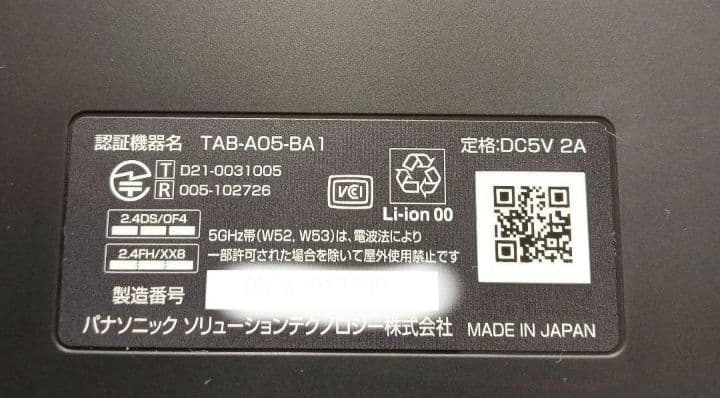 認証機器名 TAB-A05-BA1
定格:DC5V 2A
T D21-0031005
R 005-102726
VCI
Li-ion 00
2.4DS/OF4
2.4FH/XX8
5GHz帯(W52, W53)は、電波法により
一部許可された場合を除いて屋外使用禁止です
製造番号
パナソニック ソリューションテクノロジー株式会社 MADE IN JAPAN